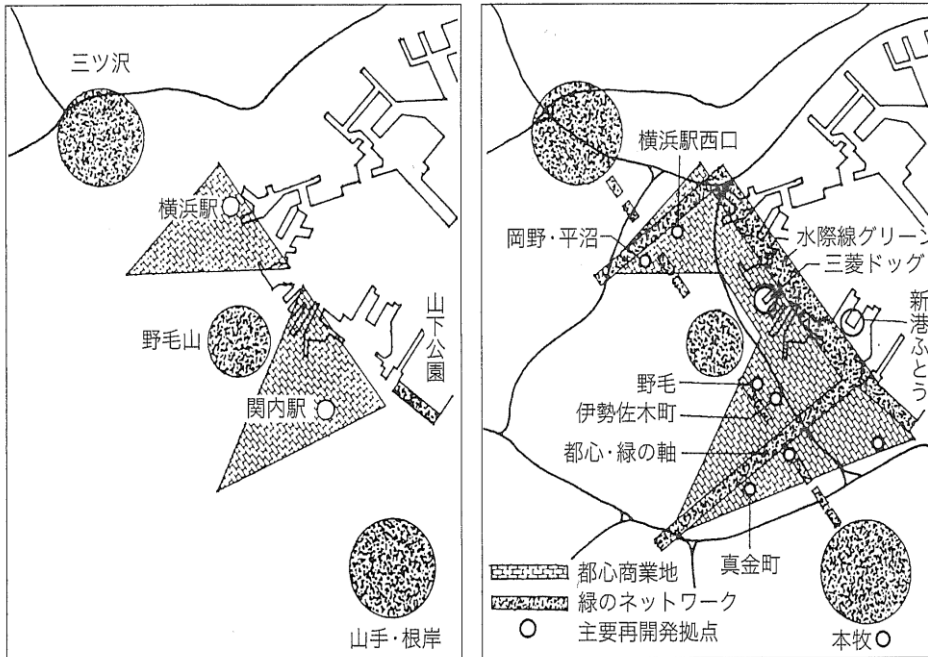 三ツ沢
横浜駅
野毛山
山下公園
関内駅
山手・根岸
横浜駅西口
岡野・平沼
水際線グリーン
三菱ドッグ
新港ふとう
野毛
伊勢佐木町
都心・緑の軸
真金町
都心商業地
緑のネットワーク
主要再開発拠点
本牧